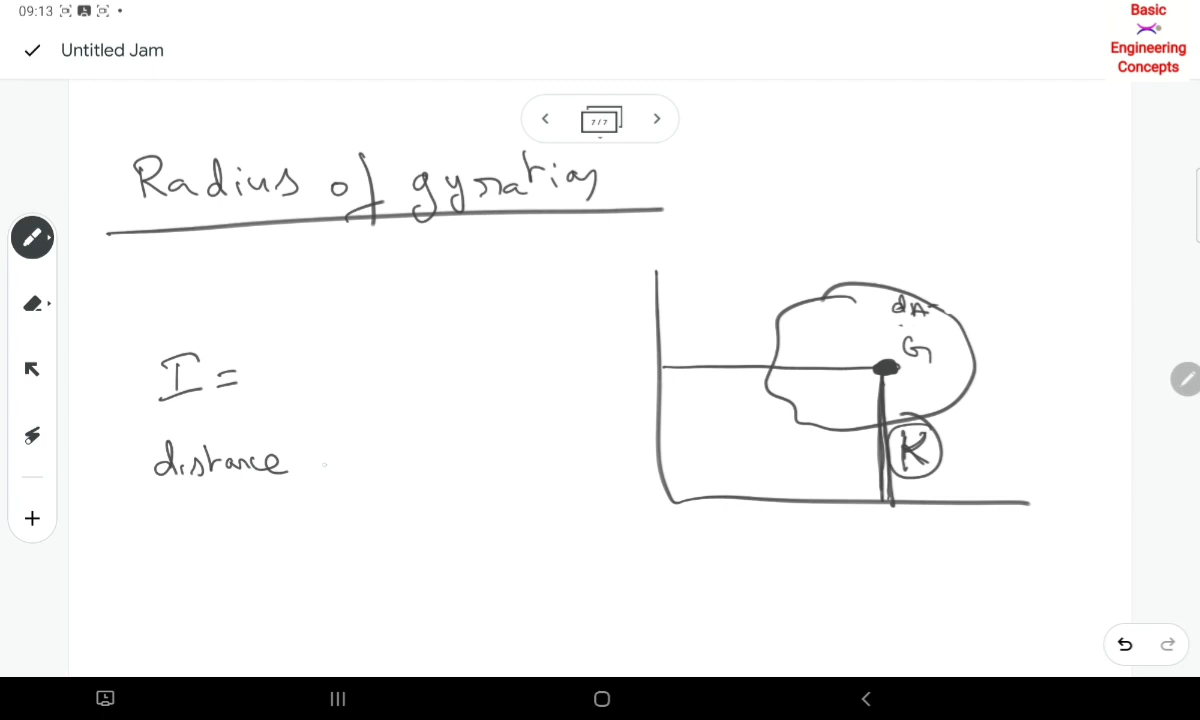 09:13
Untitled Jam
Basic
Engineering
Concepts
7 / 7
Radius of gyration
dA
G
I =
K
distance